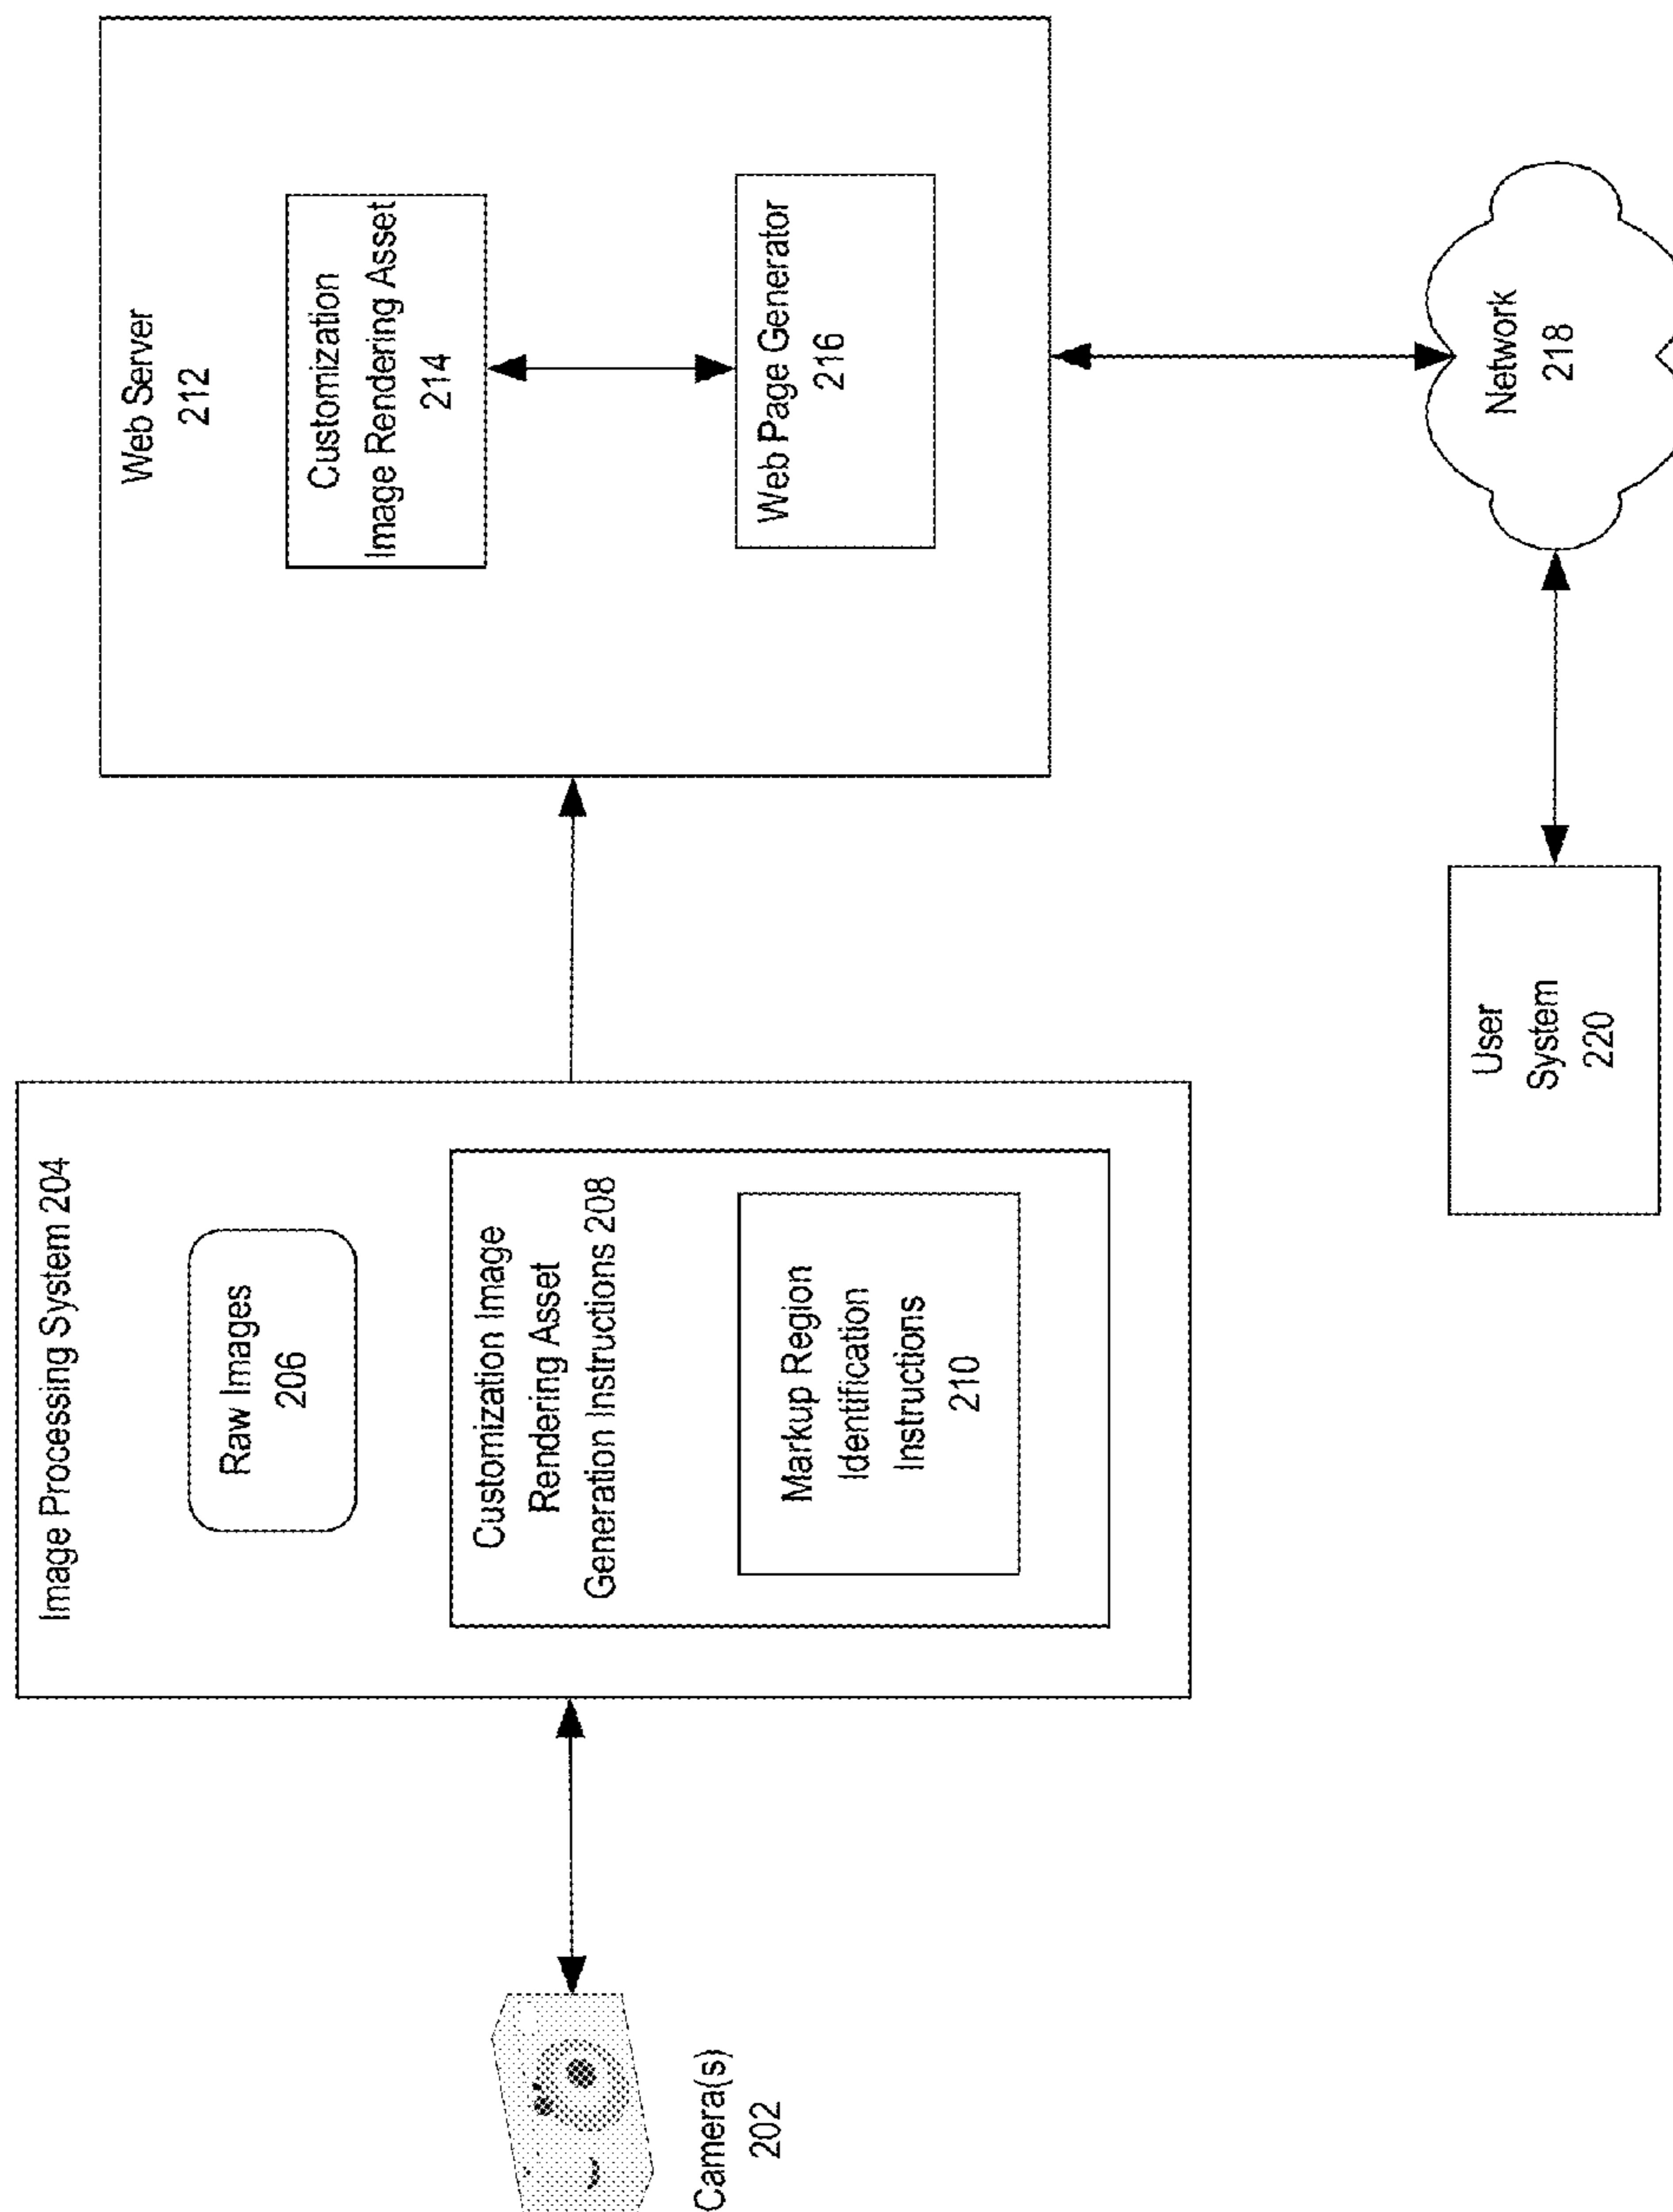 Camera(s)
202
Image Processing System 204
Raw Images
206
Customization Image
Rendering Asset
Generation Instructions 208
Markup Region
Identification
Instructions
210
Web Server
212
Customization
Image Rendering Asset
214
Web Page Generator
216
User
System
220
Network
218